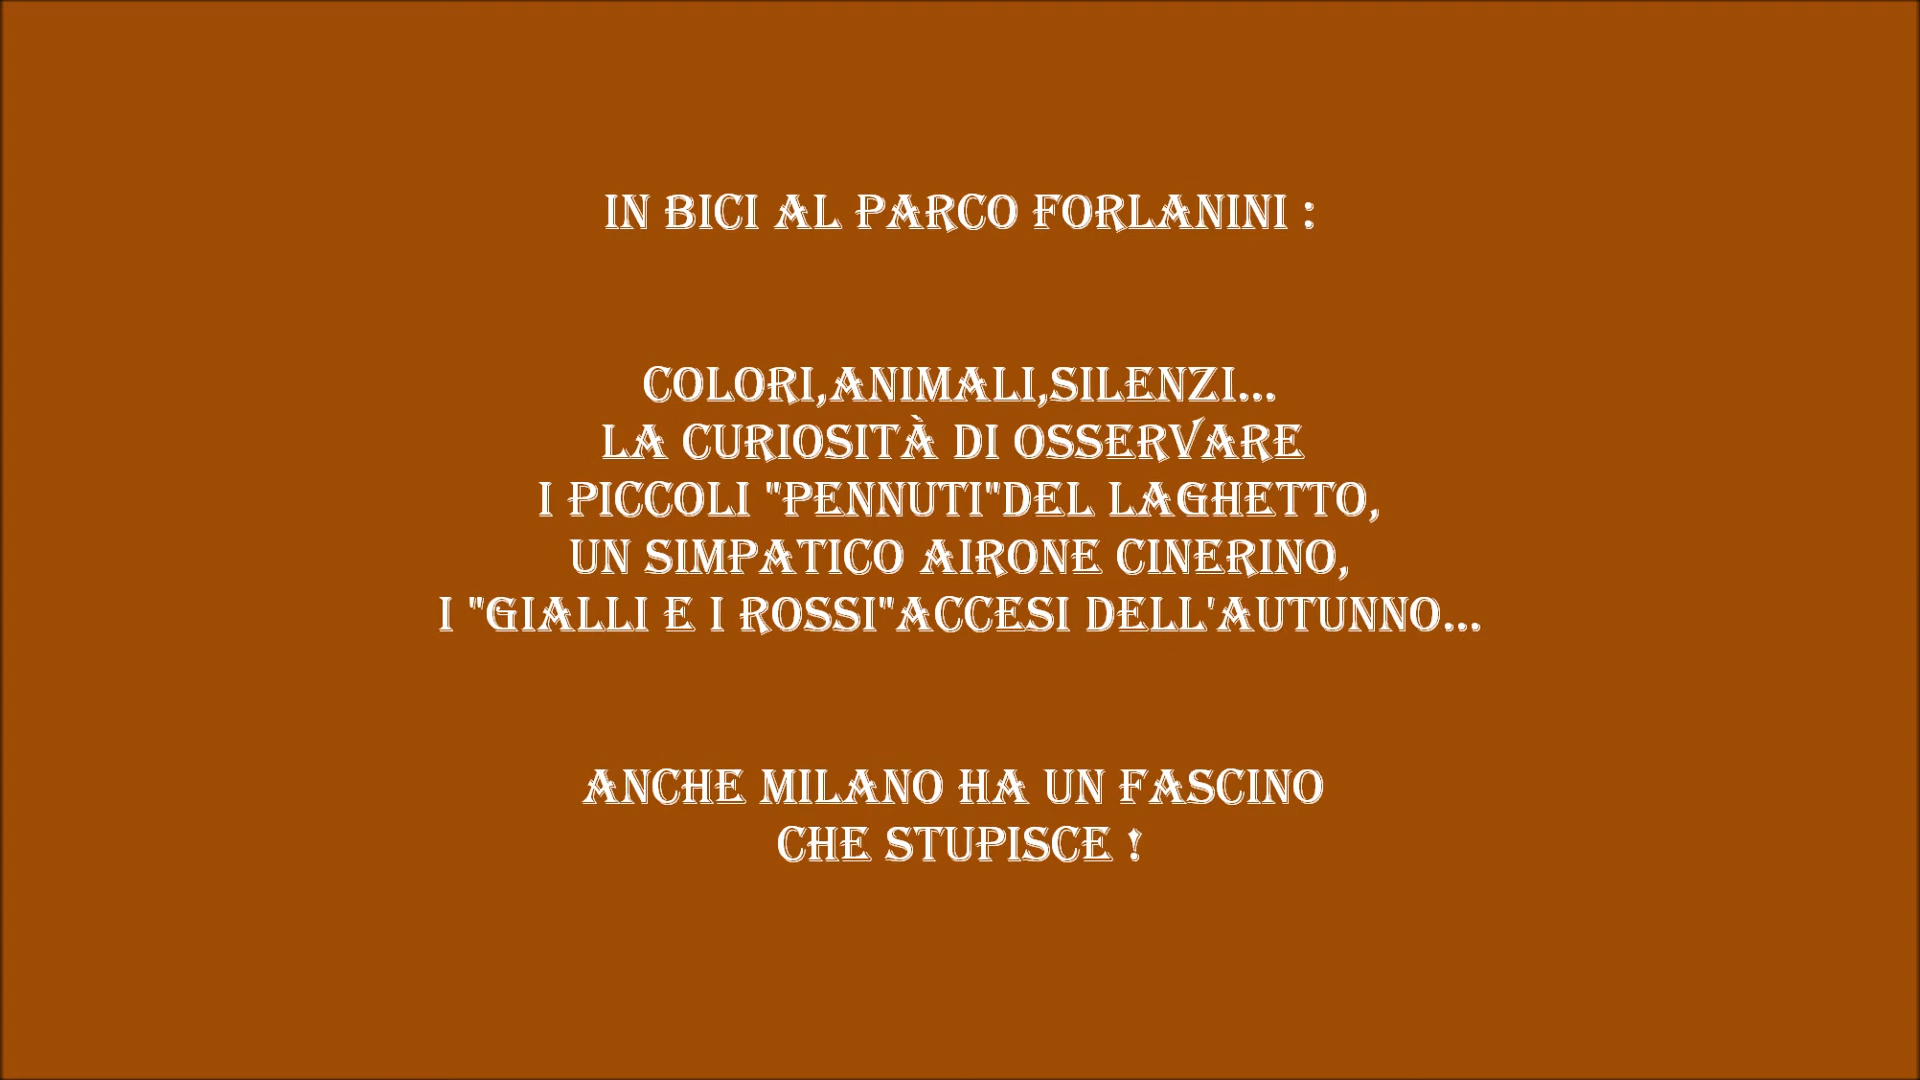 IN BICI AL PARCO FORLANINI :
COLORI,ANIMALI,SILENZI...
LA CURIOSITÀ DI OSSERVARE
I PICCOLI "PENNUTI"DEL LAGHETTO,
UN SIMPATICO AIRONE CINERINO,
I "GIALLI E I ROSSI"ACCESI DELL'AUTUNNO...
ANCHE MILANO HA UN FASCINO
CHE STUPISCE !